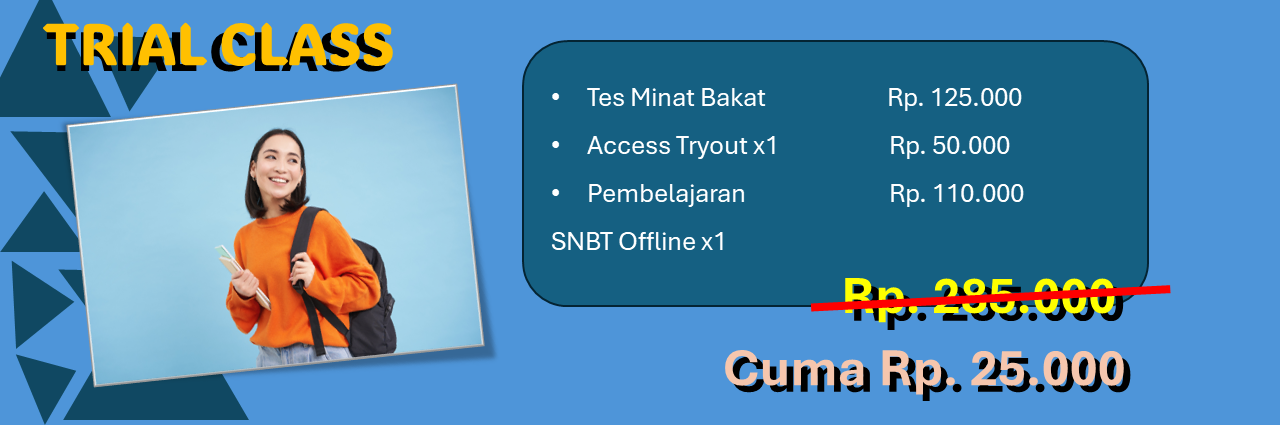 TRIAL CLASS
• Tes Minat Bakat Rp. 125.000
• Access Tryout x1 Rp. 50.000
• Pembelajaran Rp. 110.000
SNBT Offline x1
Rp. 285.000
Cuma Rp. 25.000